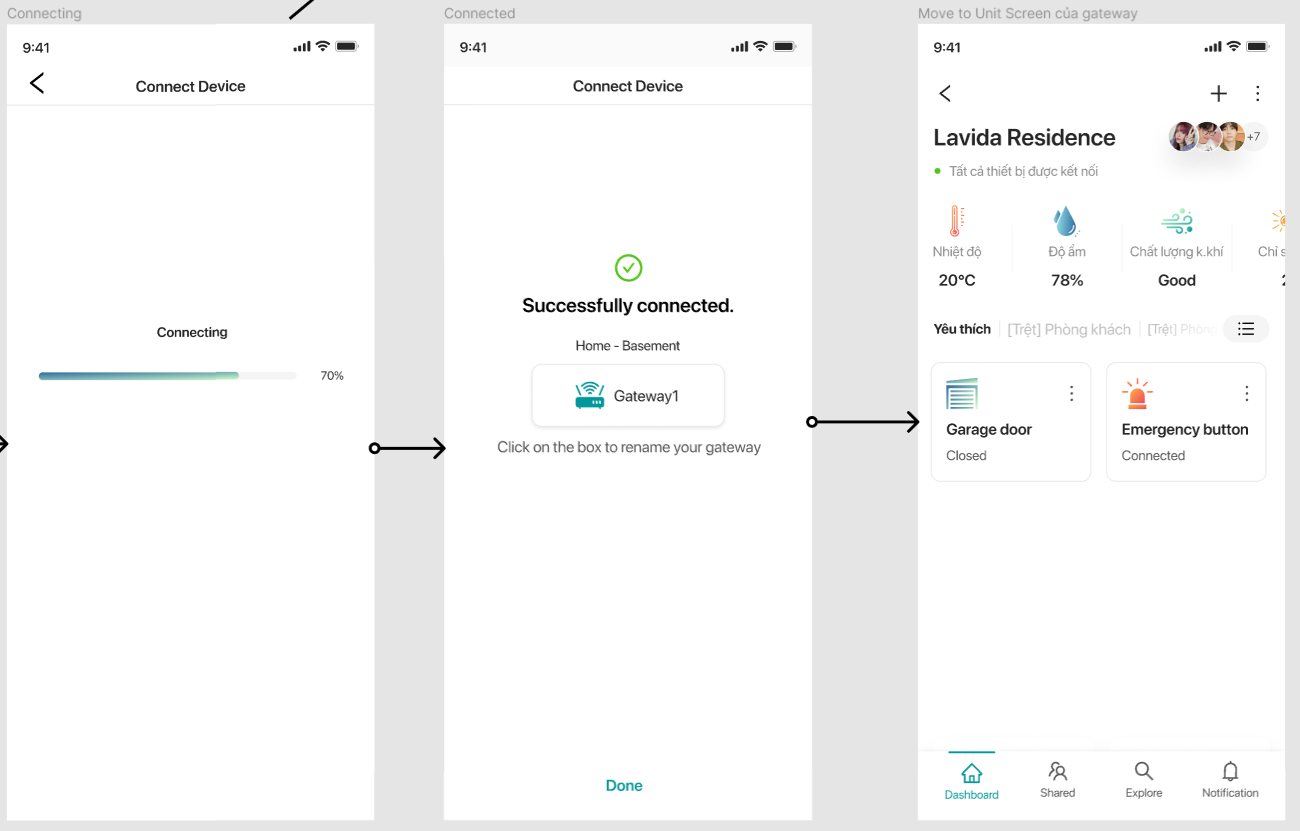 Connecting
9:41
Connect Device
Connecting
70%
Connected
9:41
Connect Device
Successfully connected.
Home - Basement
Gateway1
Click on the box to rename your gateway
Done
Move to Unit Screen của gateway
9:41
Lavida Residence
+7
Tất cả thiết bị được kết nối
Nhiệt độ
20°C
Độ ẩm
78%
Chất lượng k.khí
Good
Chỉ
Yêu thích
[Trệt] Phòng khách
[Trệt] Phòng
Garage door
Closed
Emergency button
Connected
Dashboard
Shared
Explore
Notification